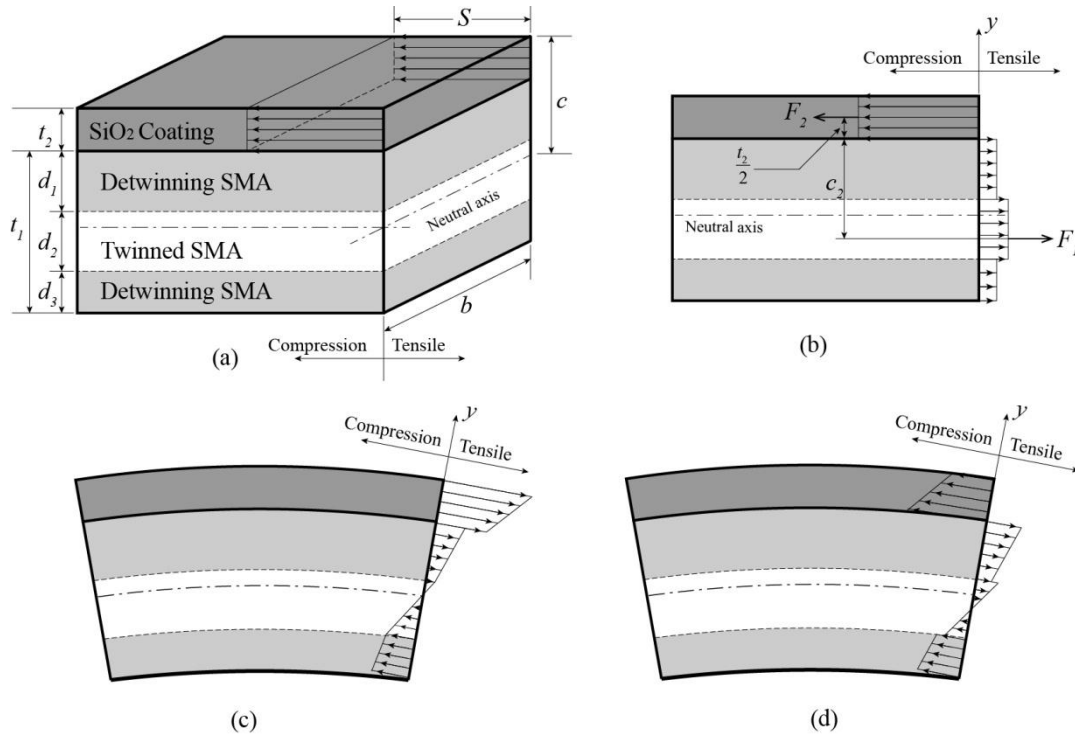 S
c
t₂
SiO₂ Coating
d₁
Detwinning SMA
t₁
d₂
Twinned SMA
Neutral axis
d₃
Detwinning SMA
b
Compression
Tensile
(a)
y
Compression
Tensile
F₂
t₂
2
c₂
Neutral axis
F₁
(b)
y
Compression
Tensile
(c)
y
Compression
Tensile
(d)